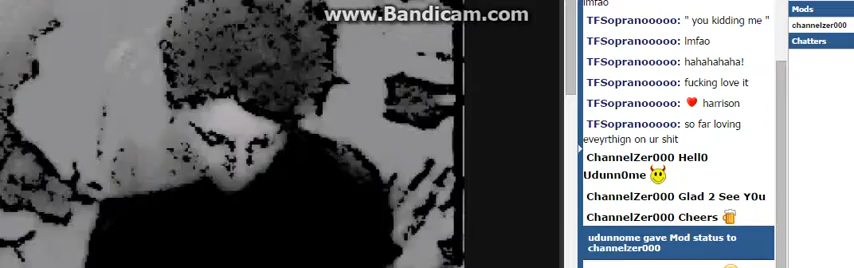 www.Bandicam.com
lmfao
TFSopranooooo: " you kidding me "
TFSopranooooo: lmfao
TFSopranooooo: hahahahaha!
TFSopranooooo: fucking love it
TFSopranooooo: ❤ harrison
TFSopranooooo: so far loving
eveyrthign on ur shit
ChannelZer000 Hell0
Udunn0me 😈
ChannelZer000 Glad 2 See Y0u
ChannelZer000 Cheers 🍺
udunnome gave Mod status to
channelzer000
Mods
channelzer000
Chatters